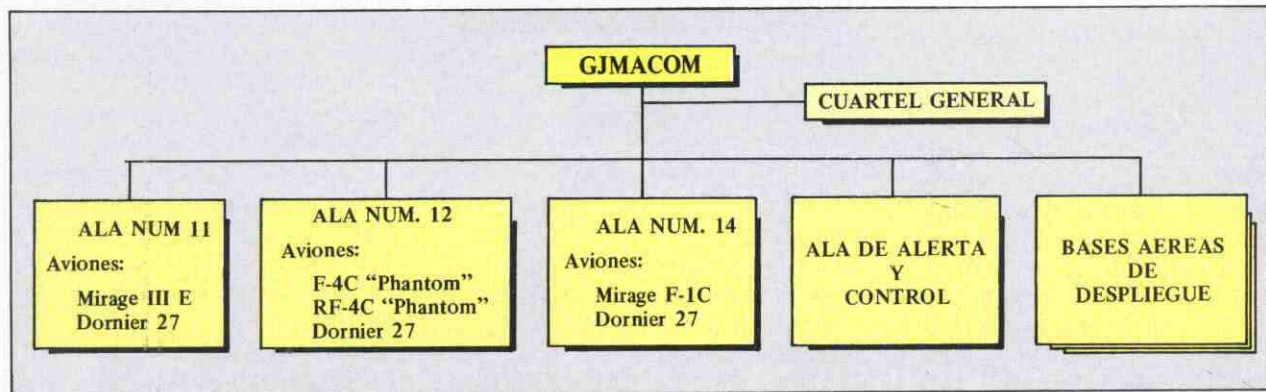 GJMACOM
CUARTEL GENERAL
ALA NUM 11
Aviones:
Mirage III E
Dornier 27
ALA NUM. 12
Aviones:
F-4C “Phantom”
RF-4C “Phantom”
Dornier 27
ALA NUM. 14
Aviones:
Mirage F-1C
Dornier 27
ALA DE ALERTA
Y
CONTROL
BASES AEREAS
DE
DESPLIEGUE